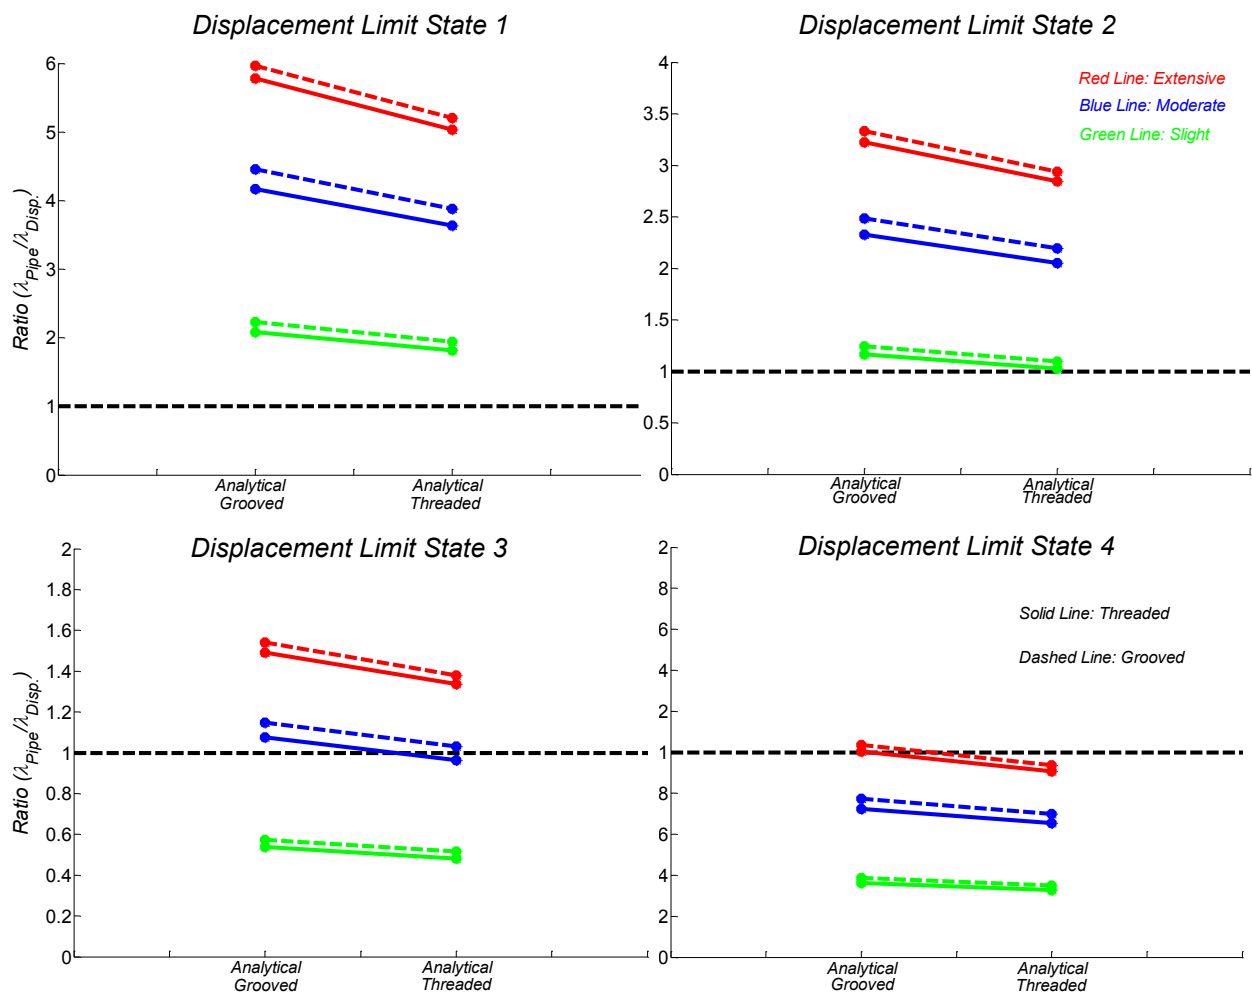 Displacement Limit State 1
6
5
4
3
2
1
0
Ratio (λPipe/λDisp.)
Analytical
Grooved
Analytical
Threaded
Displacement Limit State 2
4
3.5
3
2.5
2
1.5
1
0.5
0
Red Line: Extensive
Blue Line: Moderate
Green Line: Slight
Analytical
Grooved
Analytical
Threaded
Displacement Limit State 3
2
1.8
1.6
1.4
1.2
1
0.8
0.6
0.4
0.2
0
Ratio (λPipe/λDisp.)
Analytical
Grooved
Analytical
Threaded
Displacement Limit State 4
2
8
6
4
2
1
8
6
4
2
0
Solid Line: Threaded
Dashed Line: Grooved
Analytical
Grooved
Analytical
Threaded